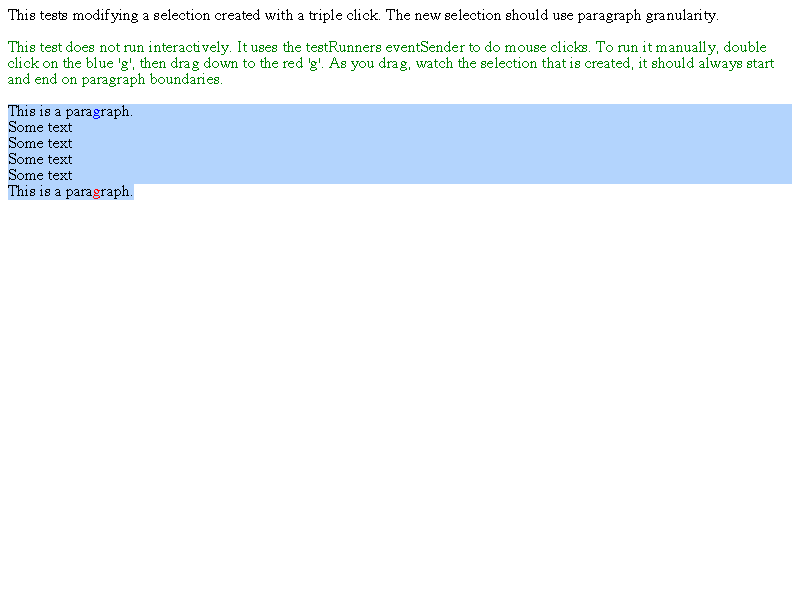 This tests modifying a selection created with a triple click. The new selection should use paragraph granularity.
This test does not run interactively. It uses the testRunners eventSender to do mouse clicks. To run it manually, double
click on the blue 'g', then drag down to the red 'g'. As you drag, watch the selection that is created, it should always start
and end on paragraph boundaries.
This is a paragraph.
Some text
Some text
Some text
Some text
This is a paragraph.